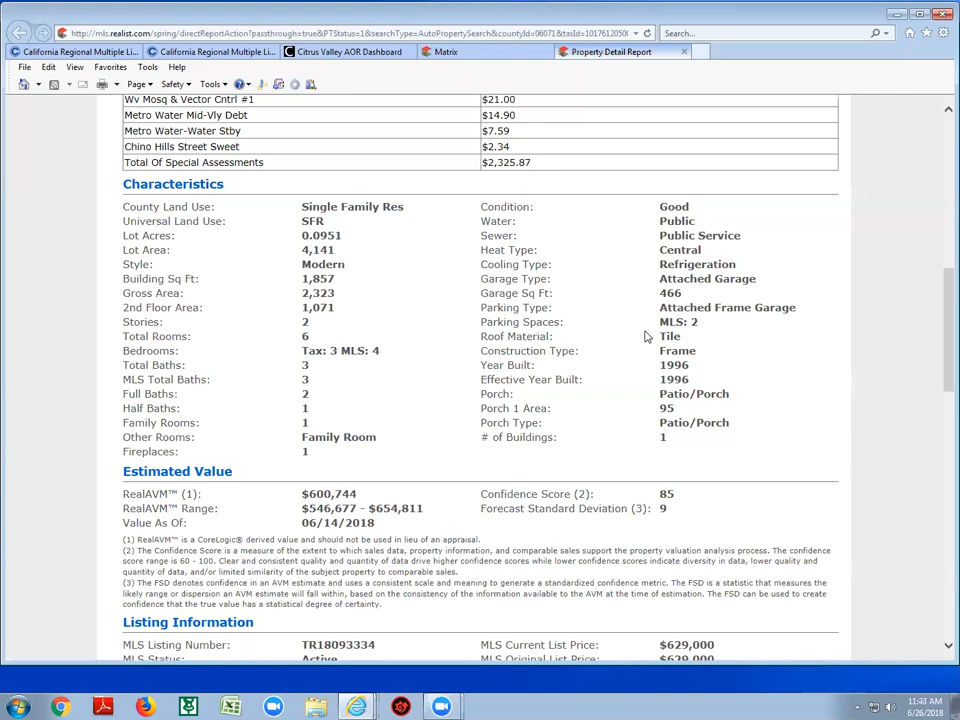 http://mls.realist.com/spring/directReportAction?passthrough=true&PTStatus=1&searchType=AutoPropertySearch&countyId=06071&taxId=10176120500
Search...
California Regional Multiple Li...
California Regional Multiple Li...
Citrus Valley AOR Dashboard
Matrix
Property Detail Report
File Edit View Favorites Tools Help
Page Safety Tools
Wv Mosq & Vector Cntrl #1 $21.00
Metro Water Mid-Vly Debt $14.90
Metro Water-Water Stby $7.59
Chino Hills Street Sweet $2.34
Total Of Special Assessments $2,325.87
Characteristics
County Land Use: Single Family Res Condition: Good
Universal Land Use: SFR Water: Public
Lot Acres: 0.0951 Sewer: Public Service
Lot Area: 4,141 Heat Type: Central
Style: Modern Cooling Type: Refrigeration
Building Sq Ft: 1,857 Garage Type: Attached Garage
Gross Area: 2,323 Garage Sq Ft: 466
2nd Floor Area: 1,071 Parking Type: Attached Frame Garage
Stories: 2 Parking Spaces: MLS: 2
Total Rooms: 6 Roof Material: Tile
Bedrooms: Tax: 3 MLS: 4 Construction Type: Frame
Total Baths: 3 Year Built: 1996
MLS Total Baths: 3 Effective Year Built: 1996
Full Baths: 2 Porch: Patio/Porch
Half Baths: 1 Porch 1 Area: 95
Family Rooms: 1 Porch Type: Patio/Porch
Other Rooms: Family Room # of Buildings: 1
Fireplaces: 1
Estimated Value
RealAVM™ (1): $600,744 Confidence Score (2): 85
RealAVM™ Range: $546,677 - $654,811 Forecast Standard Deviation (3): 9
Value As Of: 06/14/2018
(1) RealAVM™ is a CoreLogic® derived value and should not be used in lieu of an appraisal.
(2) The Confidence Score is a measure of the extent to which sales data, property information, and comparable sales support the property valuation analysis process. The confidence
score range is 60 - 100. Clear and consistent quality and quantity of data drive higher confidence scores while lower confidence scores indicate diversity in data, lower quality and
quantity of data, and/or limited similarity of the subject property to comparable sales.
(3) The FSD denotes confidence in an AVM estimate and uses a consistent scale and meaning to generate a standardized confidence metric. The FSD is a statistic that measures the
likely range or dispersion an AVM estimate will fall within, based on the consistency of the information available to the AVM at the time of estimation. The FSD can be used to create
confidence that the true value has a statistical degree of certainty.
Listing Information
MLS Listing Number: TR18093334 MLS Current List Price: $629,000
MLS Status: Active MLS Original List Price: $629,000
11:43 AM
6/26/2018